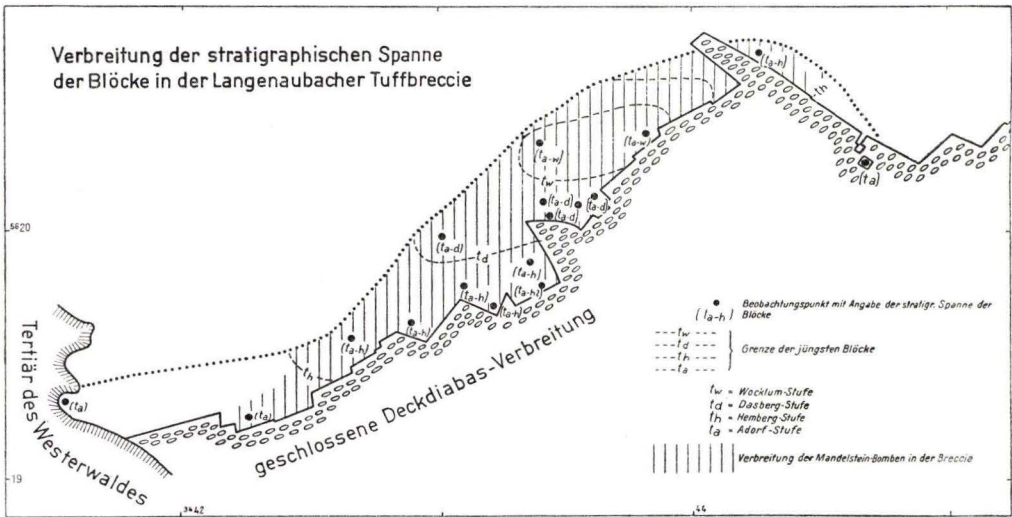 Verbreitung der stratigraphischen Spanne
der Blöcke in der Langenaubacher Tuffbreccie
(ta-h)
th
(ta)
(ta-w)
(ta-w)
tw
(ta-d)
(ta-d)
(ta-d)
5620
(ta-d)
td
(ta-h)
(ta-h)
(ta-h)
(ta-h)
(ta-h)
(ta-h)
th
(ta)
(ta)
Tertiär des
Westerwaldes
geschlossene Deckdiabas-Verbreitung
Beobachtungspunkt mit Angabe der stratigr. Spanne der
(ta-h) Blöcke
tw
td
th
ta
Grenze der jüngsten Blöcke
tw = Wocklum-Stufe
td = Dasberg-Stufe
th = Hemberg-Stufe
ta = Adorf-Stufe
Verbreitung der Mandelstein-Bomben in der Breccie
19
3442
44